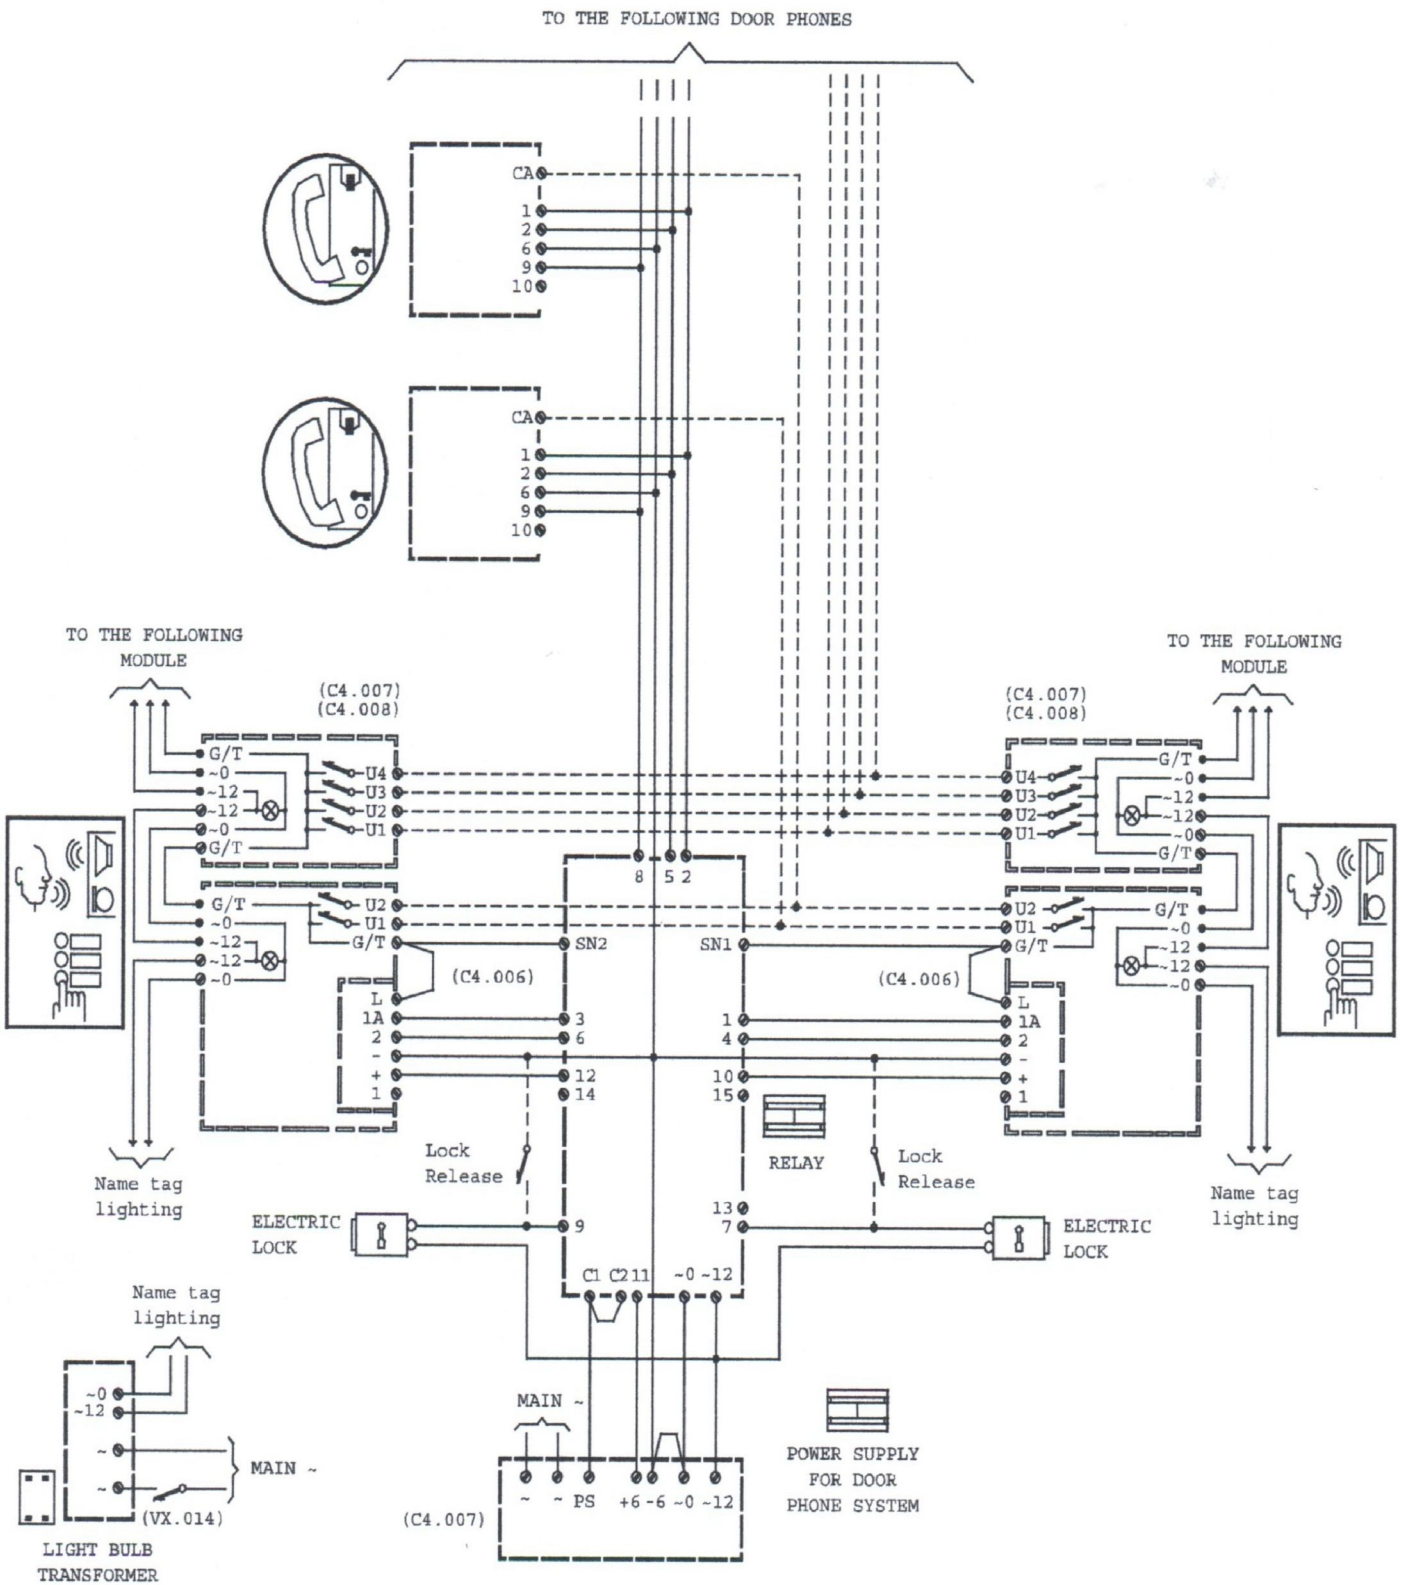 TO THE FOLLOWING DOOR PHONES
CA
1
2
6
9
10
CA
1
2
6
9
10
TO THE FOLLOWING
MODULE
(C4.007)
(C4.008)
G/T
~0
~12
~12
~0
G/T
U4
U3
U2
U1
G/T
~0
~12
~12
~0
U2
U1
G/T
L
1A
2
-
+
1
(C4.006)
Name tag
lighting
TO THE FOLLOWING
MODULE
(C4.007)
(C4.008)
U4
U3
U2
U1
G/T
~0
~12
~12
~0
G/T
U2
U1
G/T
G/T
~0
~12
~12
~0
L
1A
2
-
+
1
(C4.006)
Name tag
lighting
8 5 2
SN2
SN1
3
6
12
14
1
4
10
15
RELAY
Lock
Release
Lock
Release
13
9
7
ELECTRIC
LOCK
ELECTRIC
LOCK
C1 C2 11 ~0 ~12
Name tag
lighting
~0
~12
~
~
MAIN ~
(VX.014)
LIGHT BULB
TRANSFORMER
MAIN ~
~ ~ PS +6 -6 ~0 ~12
(C4.007)
POWER SUPPLY
FOR DOOR
PHONE SYSTEM